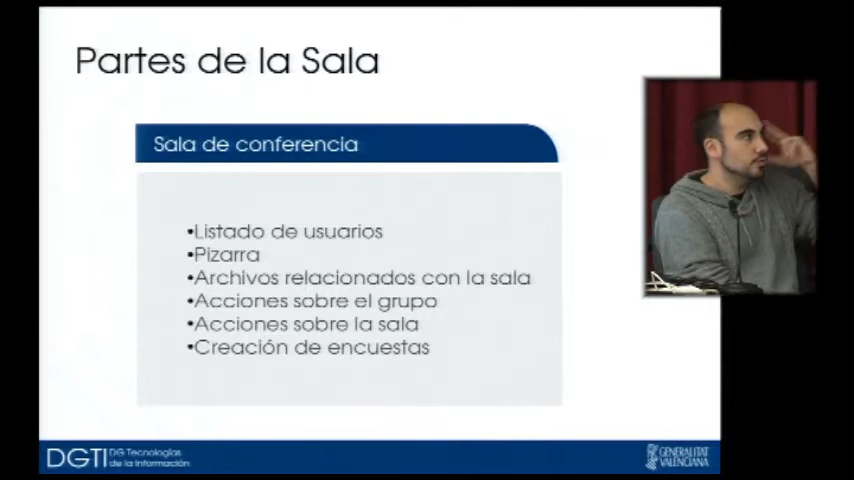 Partes de la Sala
Sala de conferencia
•Listado de usuarios
•Pizarra
•Archivos relacionados con la sala
•Acciones sobre el grupo
•Acciones sobre la sala
•Creación de encuestas
DGTI DG Tecnologías
de la Información
GENERALITAT
VALENCIANA